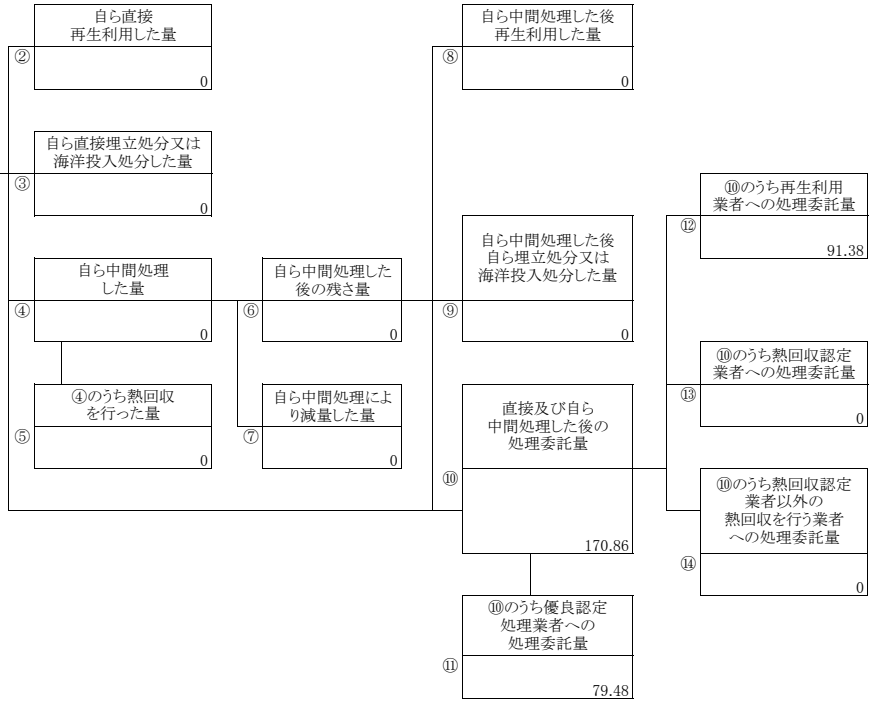 自ら直接
再生利用した量
②
0
自ら直接埋立処分又は
海洋投入処分した量
③
0
自ら中間処理
した量
④
0
④のうち熱回収
を行った量
⑤
0
自ら中間処理した
後の残さ量
⑥
0
自ら中間処理によ
り減量した量
⑦
0
自ら中間処理した後
再生利用した量
⑧
0
自ら中間処理した後
自ら埋立処分又は
海洋投入処分した量
⑨
0
直接及び自ら
中間処理した後の
処理委託量
⑩
170.86
⑩のうち優良認定
処理業者への
処理委託量
⑪
79.48
⑩のうち再生利用
業者への処理委託量
⑫
91.38
⑩のうち熱回収認定
業者への処理委託量
⑬
0
⑩のうち熱回収認定
業者以外の
熱回収を行う業者
への処理委託量
⑭
0